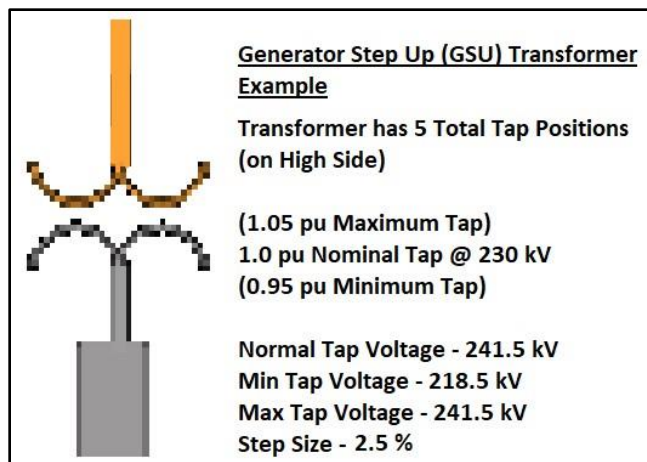 Generator Step Up (GSU) Transformer
Example
Transformer has 5 Total Tap Positions
(on High Side)
(1.05 pu Maximum Tap)
1.0 pu Nominal Tap @ 230 kV
(0.95 pu Minimum Tap)
Normal Tap Voltage - 241.5 kV
Min Tap Voltage - 218.5 kV
Max Tap Voltage - 241.5 kV
Step Size - 2.5 %